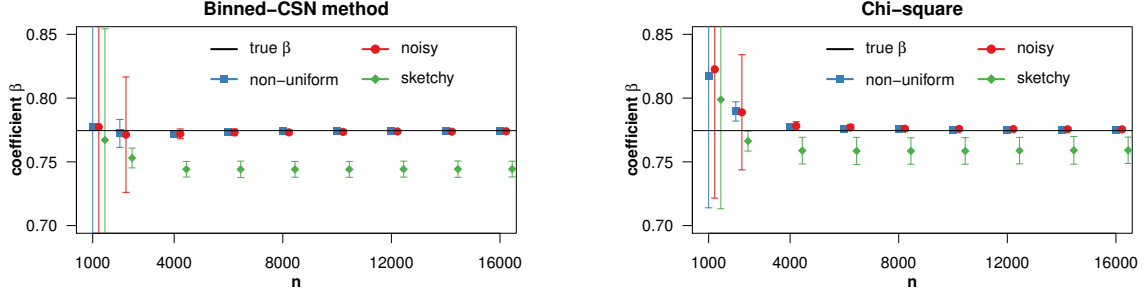 Binned−CSN method
coefficient β
0.85
0.80
0.75
0.70
true β
noisy
non−uniform
sketchy
1000
4000
8000
12000
16000
n
Chi−square
coefficient β
0.85
0.80
0.75
0.70
true β
noisy
non−uniform
sketchy
1000
4000
8000
12000
16000
n